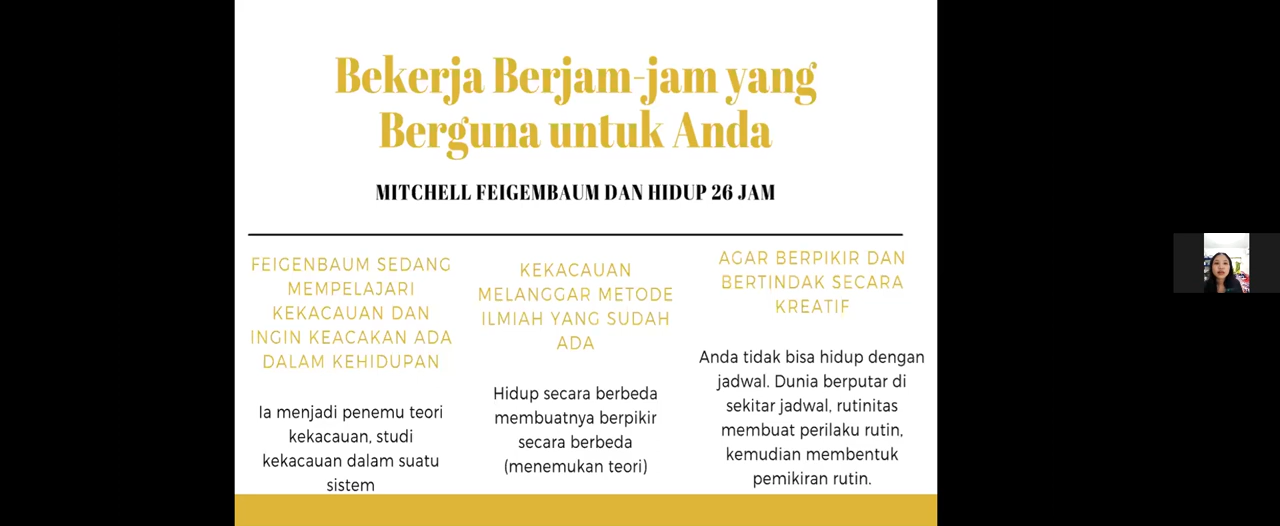 Bekerja Berjam-jam yang
Berguna untuk Anda
MITCHELL FEIGEMBAUM DAN HIDUP 26 JAM
FEIGENBAUM SEDANG
MEMPELAJARI
KEKACAUAN DAN
INGIN KEACAKAN ADA
DALAM KEHIDUPAN
Ia menjadi penemu teori
kekacauan, studi
kekacauan dalam suatu
sistem
KEKACAUAN
MELANGGAR METODE
ILMIAH YANG SUDAH
ADA
Hidup secara berbeda
membuatnya berpikir
secara berbeda
(menemukan teori)
AGAR BERPIKIR DAN
BERTINDAK SECARA
KREATIF
Anda tidak bisa hidup dengan
jadwal. Dunia berputar di
sekitar jadwal, rutinitas
membuat perilaku rutin,
kemudian membentuk
pemikiran rutin.